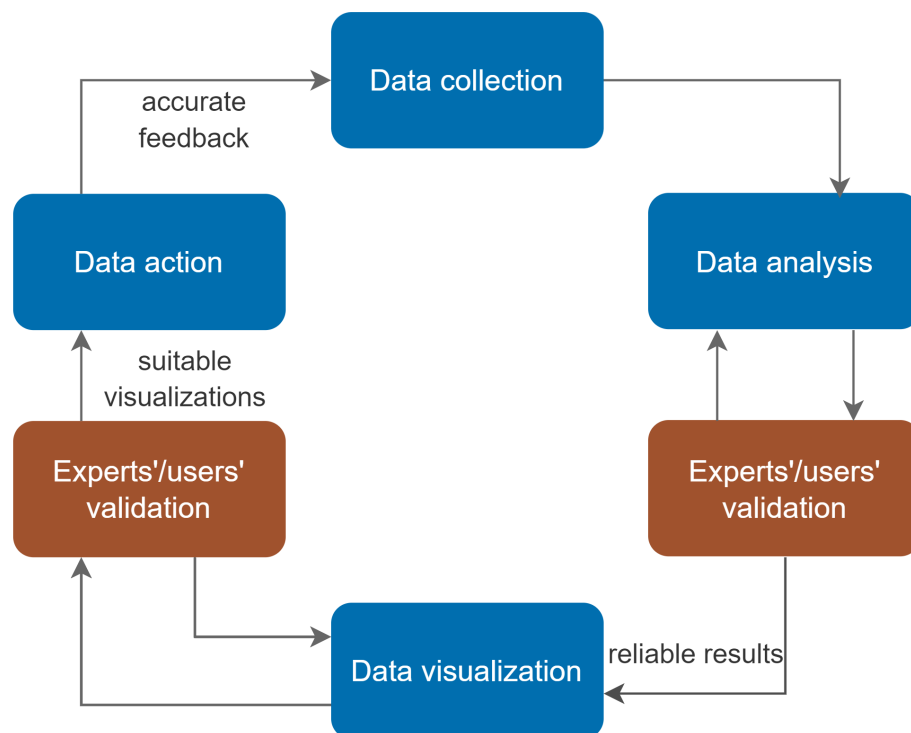 Data collection
accurate
feedback
Data action
Data analysis
suitable
visualizations
Experts'/users'
validation
Experts'/users'
validation
Data visualization
reliable results